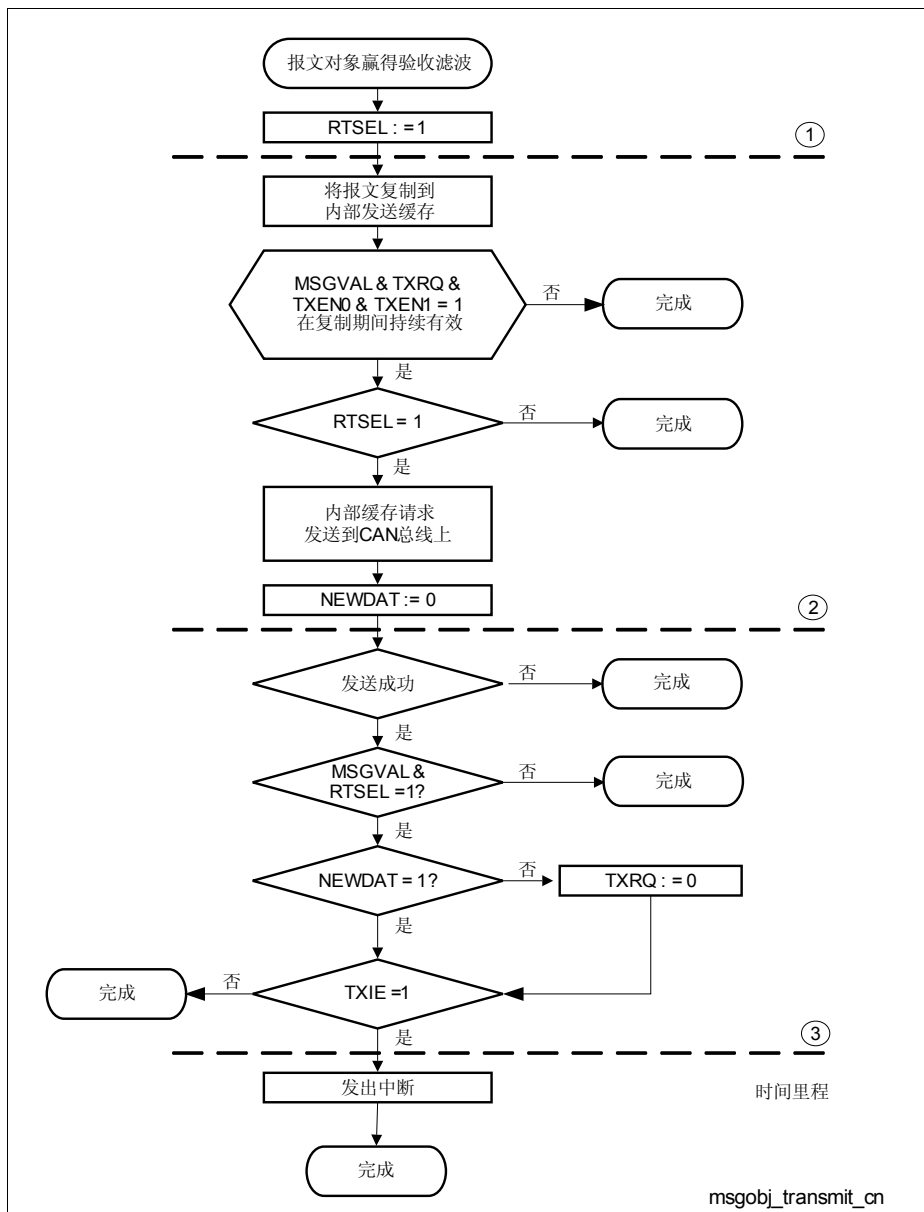 报文对象赢得验收滤波
RTSEL : =1
①
将报文复制到
内部发送缓存
MSGVAL & TXRQ &
TXEN0 & TXEN1 = 1
在复制期间持续有效
否
完成
是
RTSEL = 1
否
完成
是
内部缓存请求
发送到CAN总线上
NEWDAT := 0
②
发送成功
否
完成
是
MSGVAL &
RTSEL =1?
否
完成
是
NEWDAT = 1?
否
TXRQ : = 0
是
完成
否
TXIE =1
是
③
发出中断
时间里程
完成
msgobj_transmit_cn